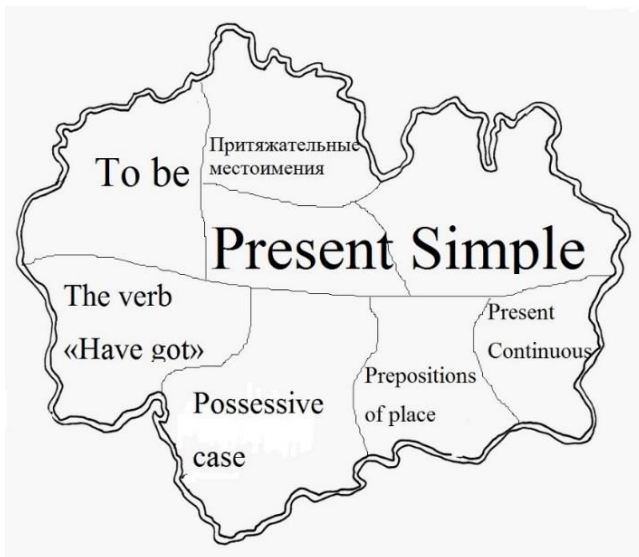 To be
Притяжательные
местоимения
Present Simple
The verb
«Have got»
Possessive
case
Prepositions
of place
Present
Continuous